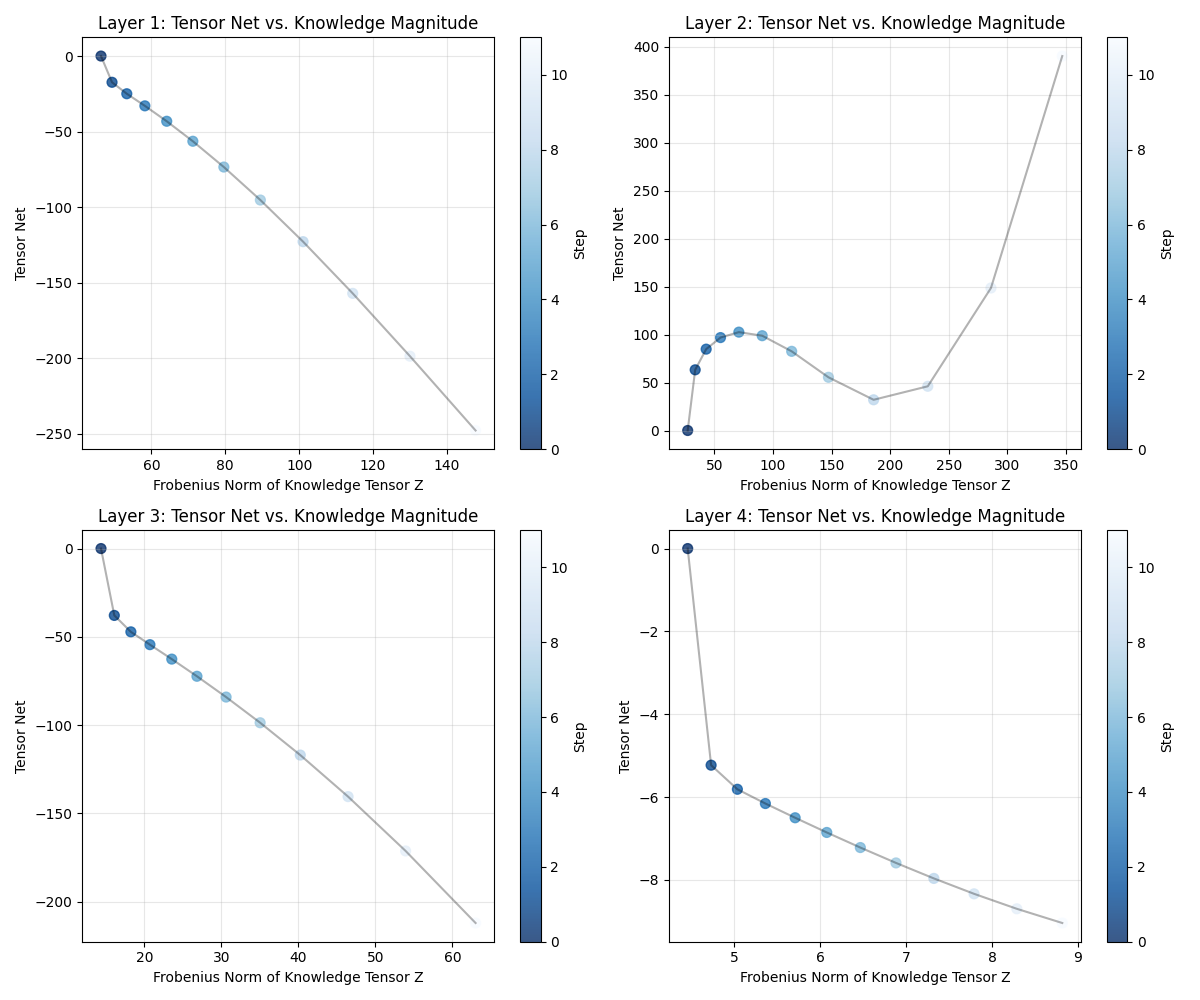 Layer 1: Tensor Net vs. Knowledge Magnitude
0
−50
−100
−150
−200
−250
Tensor Net
60 80 100 120 140
Frobenius Norm of Knowledge Tensor Z
10
8
6
4
2
0
Step
Layer 2: Tensor Net vs. Knowledge Magnitude
400
350
300
250
200
150
100
50
0
Tensor Net
50 100 150 200 250 300 350
Frobenius Norm of Knowledge Tensor Z
10
8
6
4
2
0
Step
Layer 3: Tensor Net vs. Knowledge Magnitude
0
−50
−100
−150
−200
Tensor Net
20 30 40 50 60
Frobenius Norm of Knowledge Tensor Z
10
8
6
4
2
0
Step
Layer 4: Tensor Net vs. Knowledge Magnitude
0
−2
−4
−6
−8
Tensor Net
5 6 7 8 9
Frobenius Norm of Knowledge Tensor Z
10
8
6
4
2
0
Step